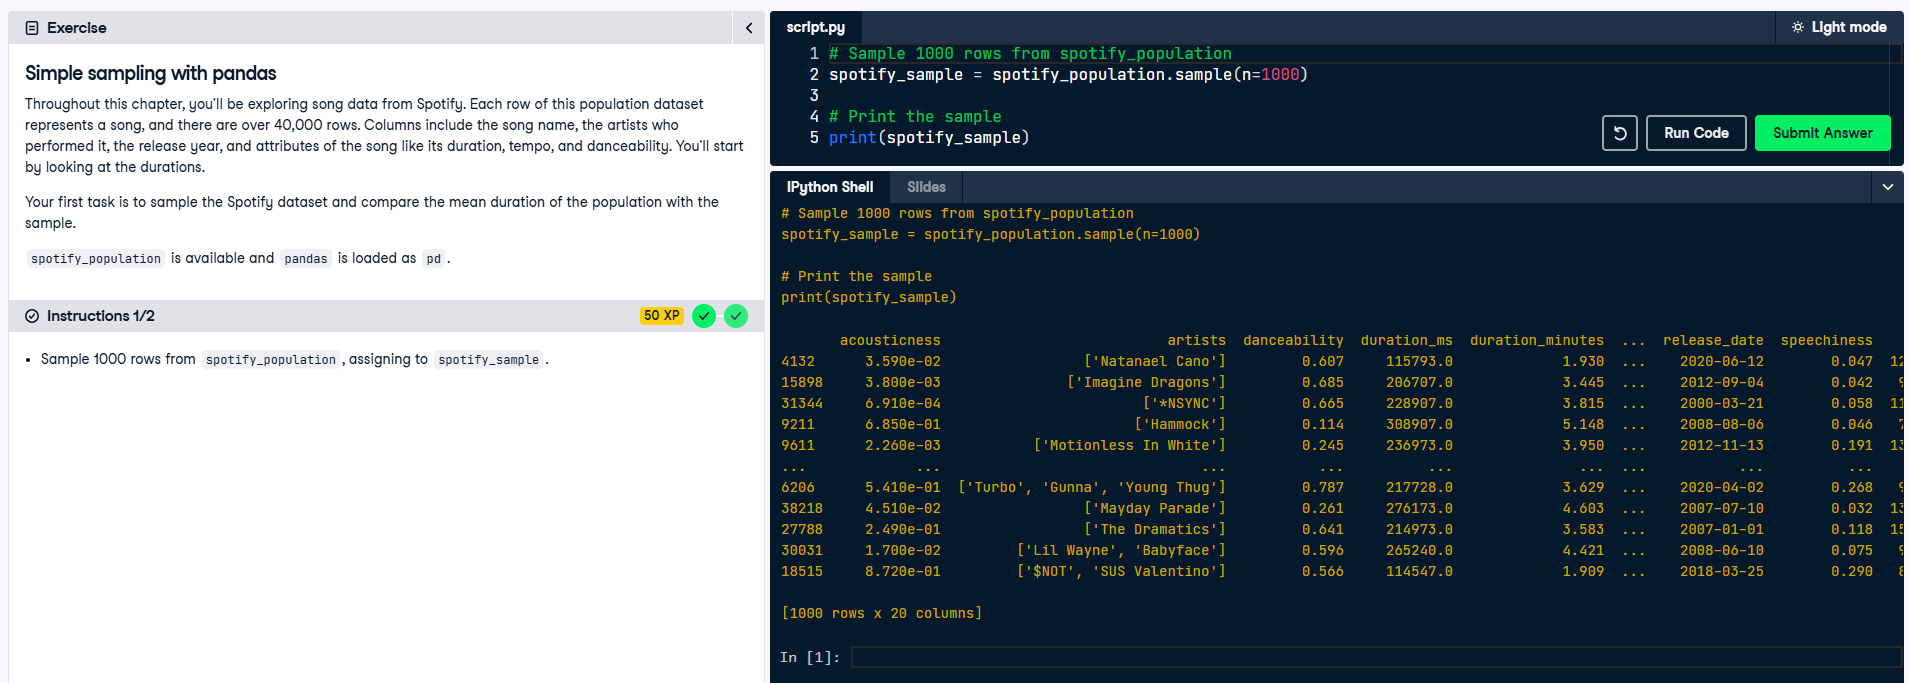 Exercise
Simple sampling with pandas
Throughout this chapter, you'll be exploring song data from Spotify. Each row of this population dataset
represents a song, and there are over 40,000 rows. Columns include the song name, the artists who
performed it, the release year, and attributes of the song like its duration, tempo, and danceability. You'll start
by looking at the durations.
Your first task is to sample the Spotify dataset and compare the mean duration of the population with the
sample.
spotify_population is available and pandas is loaded as pd.
Instructions 1/2
50 XP
• Sample 1000 rows from spotify_population, assigning to spotify_sample.
script.py
Light mode
1 # Sample 1000 rows from spotify_population
2 spotify_sample = spotify_population.sample(n=1000)
3
4 # Print the sample
5 print(spotify_sample)
Run Code
Submit Answer
IPython Shell
Slides
# Sample 1000 rows from spotify_population
spotify_sample = spotify_population.sample(n=1000)
# Print the sample
print(spotify_sample)
acousticness artists danceability duration_ms duration_minutes ... release_date speechiness
4132 3.590e-02 ['Natanael Cano'] 0.607 115793.0 1.930 ... 2020-06-12 0.047 12
15898 3.800e-03 ['Imagine Dragons'] 0.685 206707.0 3.445 ... 2012-09-04 0.042
31344 6.910e-04 ['*NSYNC'] 0.665 228907.0 3.815 ... 2000-03-21 0.058 11
9211 6.850e-01 ['Hammock'] 0.114 308907.0 5.148 ... 2008-08-06 0.046
9611 2.260e-03 ['Motionless In White'] 0.245 236973.0 3.950 ... 2012-11-13 0.191 13
... ... ... ... ... ... ... ... ...
6206 5.410e-01 ['Turbo', 'Gunna', 'Young Thug'] 0.787 217728.0 3.629 ... 2020-04-02 0.268
38218 4.510e-02 ['Mayday Parade'] 0.261 276173.0 4.603 ... 2007-07-10 0.032 13
27788 2.490e-01 ['The Dramatics'] 0.641 214973.0 3.583 ... 2007-01-01 0.118 15
30031 1.700e-02 ['Lil Wayne', 'Babyface'] 0.596 265240.0 4.421 ... 2008-06-10 0.075
18515 8.720e-01 ['$NOT', 'SUS Valentino'] 0.566 114547.0 1.909 ... 2018-03-25 0.290
[1000 rows x 20 columns]
In [1]: